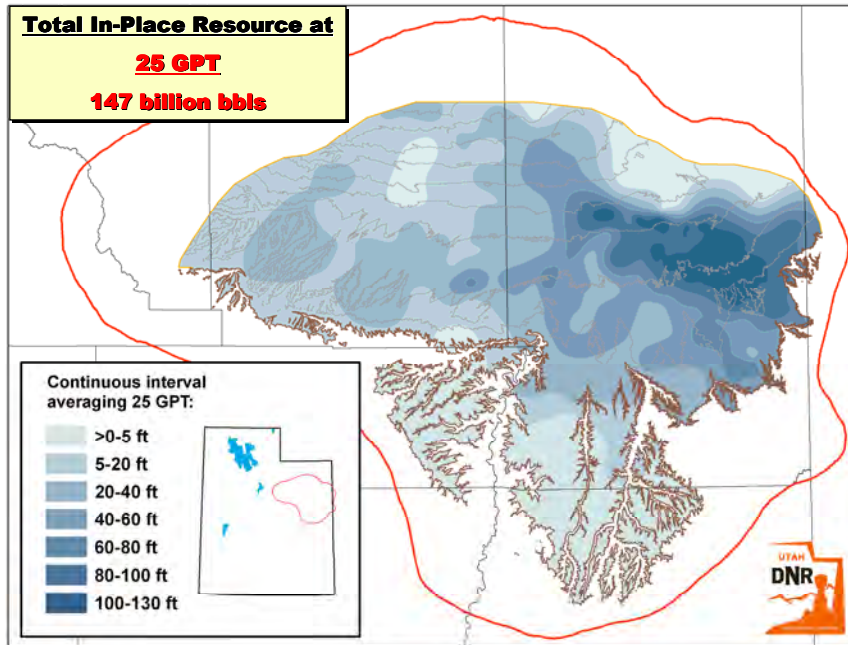 Total In-Place Resource at
25 GPT
147 billion bbls
Continuous interval
averaging 25 GPT:
>0-5 ft
5-20 ft
20-40 ft
40-60 ft
60-80 ft
80-100 ft
100-130 ft
UTAH
DNR